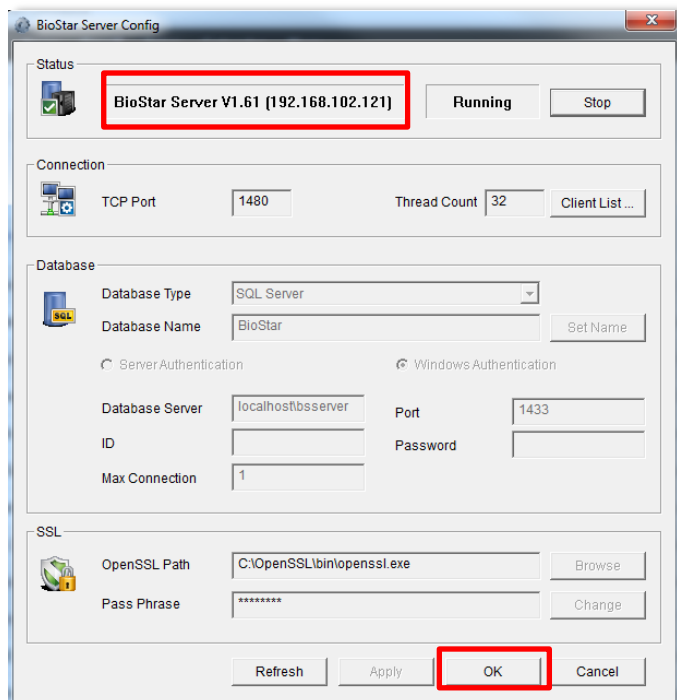 BioStar Server Config
Status
BioStar Server V1.61 (192.168.102.121)
Running
Stop
Connection
TCP Port
1480
Thread Count
32
Client List ...
Database
Database Type
SQL Server
Database Name
BioStar
Set Name
Server Authentication
Windows Authentication
Database Server
localhost\bsserver
Port
1433
ID
Password
Max Connection
1
SQL
SSL
OpenSSL Path
C:\OpenSSL\bin\openssl.exe
Browse
Pass Phrase
********
Change
Refresh
Apply
OK
Cancel